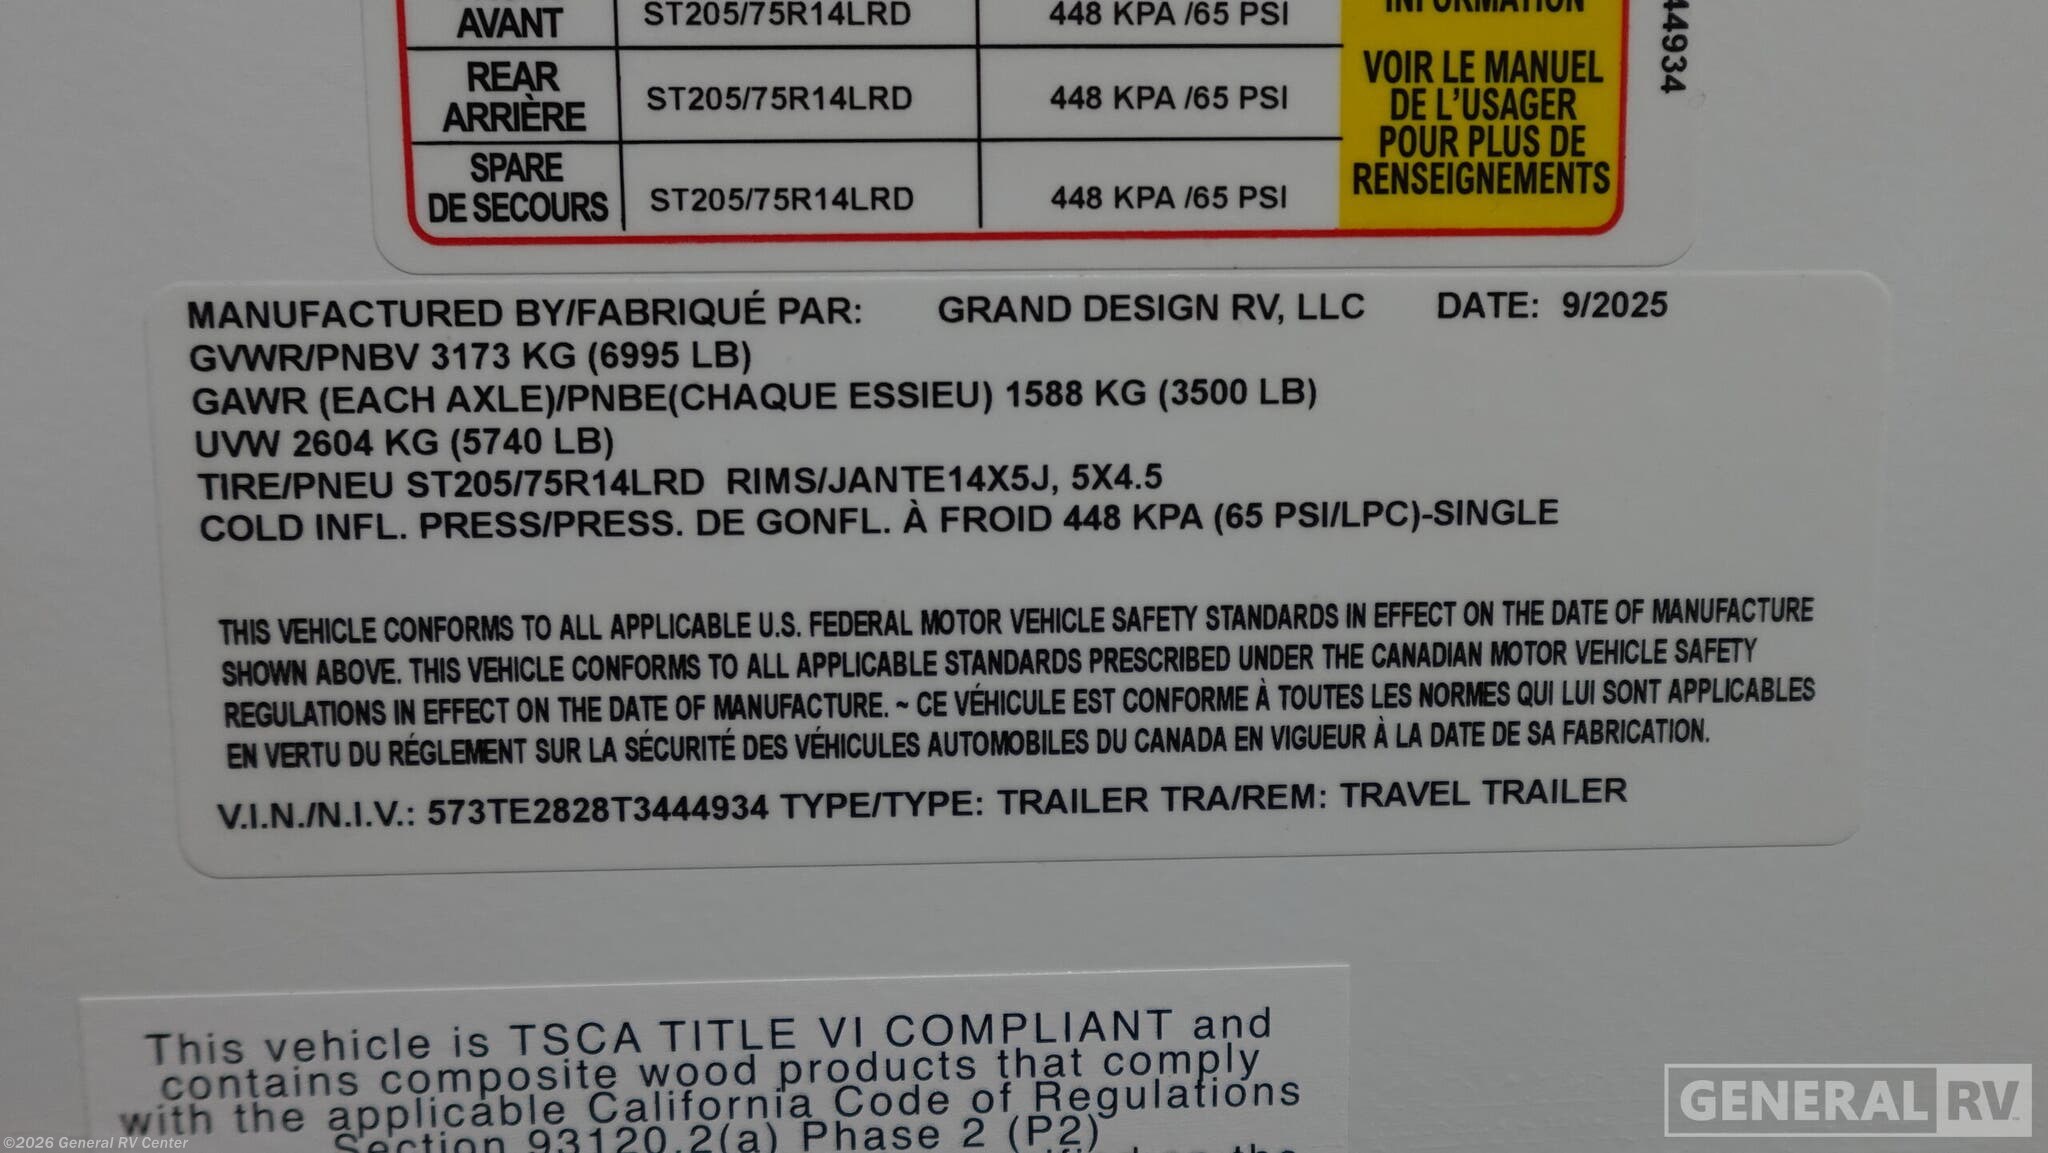 AVANT
ST205/75R14LRD
448 KPA /65 PSI
INFORMATION
REAR
ARRIÈRE
ST205/75R14LRD
448 KPA /65 PSI
SPARE
DE SECOURS
ST205/75R14LRD
448 KPA /65 PSI
VOIR LE MANUEL
DE L'USAGER
POUR PLUS DE
RENSEIGNEMENTS
44934
MANUFACTURED BY/FABRIQUÉ PAR: GRAND DESIGN RV, LLC DATE: 9/2025
GVWR/PNBV 3173 KG (6995 LB)
GAWR (EACH AXLE)/PNBE(CHAQUE ESSIEU) 1588 KG (3500 LB)
UVW 2604 KG (5740 LB)
TIRE/PNEU ST205/75R14LRD RIMS/JANTE14X5J, 5X4.5
COLD INFL. PRESS/PRESS. DE GONFL. À FROID 448 KPA (65 PSI/LPC)-SINGLE
THIS VEHICLE CONFORMS TO ALL APPLICABLE U.S. FEDERAL MOTOR VEHICLE SAFETY STANDARDS IN EFFECT ON THE DATE OF MANUFACTURE
SHOWN ABOVE. THIS VEHICLE CONFORMS TO ALL APPLICABLE STANDARDS PRESCRIBED UNDER THE CANADIAN MOTOR VEHICLE SAFETY
REGULATIONS IN EFFECT ON THE DATE OF MANUFACTURE. ~ CE VÉHICULE EST CONFORME À TOUTES LES NORMES QUI LUI SONT APPLICABLES
EN VERTU DU RÉGLEMENT SUR LA SÉCURITÉ DES VÉHICULES AUTOMOBILES DU CANADA EN VIGUEUR À LA DATE DE SA FABRICATION.
V.I.N./N.I.V.: 573TE2828T3444934 TYPE/TYPE: TRAILER TRA/REM: TRAVEL TRAILER
This vehicle is TSCA TITLE VI COMPLIANT and
contains composite wood products that comply
with the applicable California Code of Regulations
Section 93120.2(a) Phase 2 (P2)
©2026 General RV Center
GENERAL RV